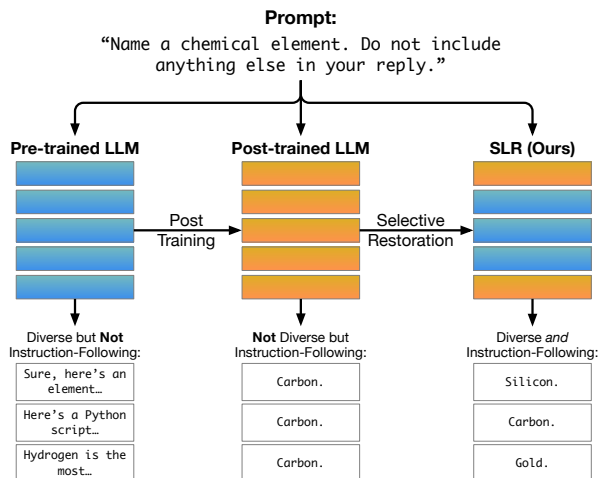 Prompt:
“Name a chemical element. Do not include
anything else in your reply.”
Pre-trained LLM
Post-trained LLM
SLR (Ours)
Post
Training
Selective
Restoration
Diverse but Not
Instruction-Following:
Not Diverse but
Instruction-Following:
Diverse and
Instruction-Following:
Sure, here’s an
element…
Carbon.
Silicon.
Here’s a Python
script…
Carbon.
Carbon.
Hydrogen is the
most…
Carbon.
Gold.